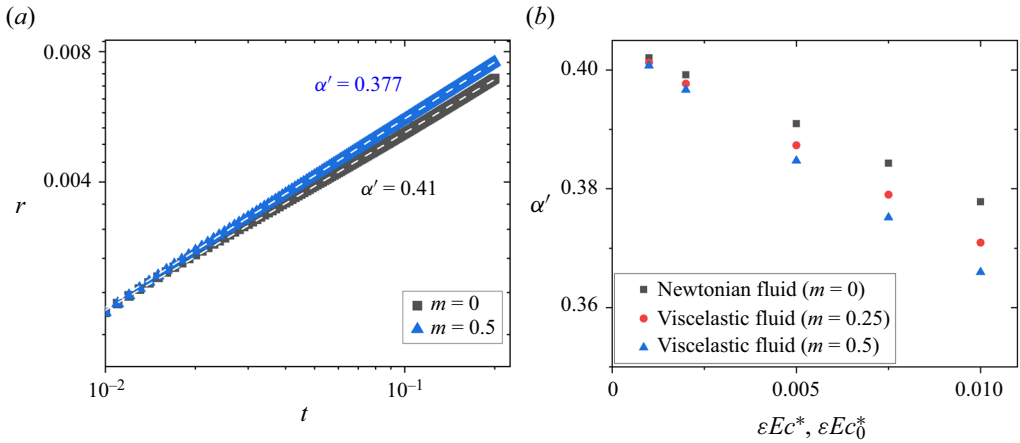 (a)
0.008
0.004
r
α′ = 0.377
α′ = 0.41
m = 0
m = 0.5
10⁻²
10⁻¹
t
(b)
0.40
0.38
0.36
α′
Newtonian fluid (m = 0)
Viscelastic fluid (m = 0.25)
Viscelastic fluid (m = 0.5)
0
0.005
0.010
εEc*, εEc₀*